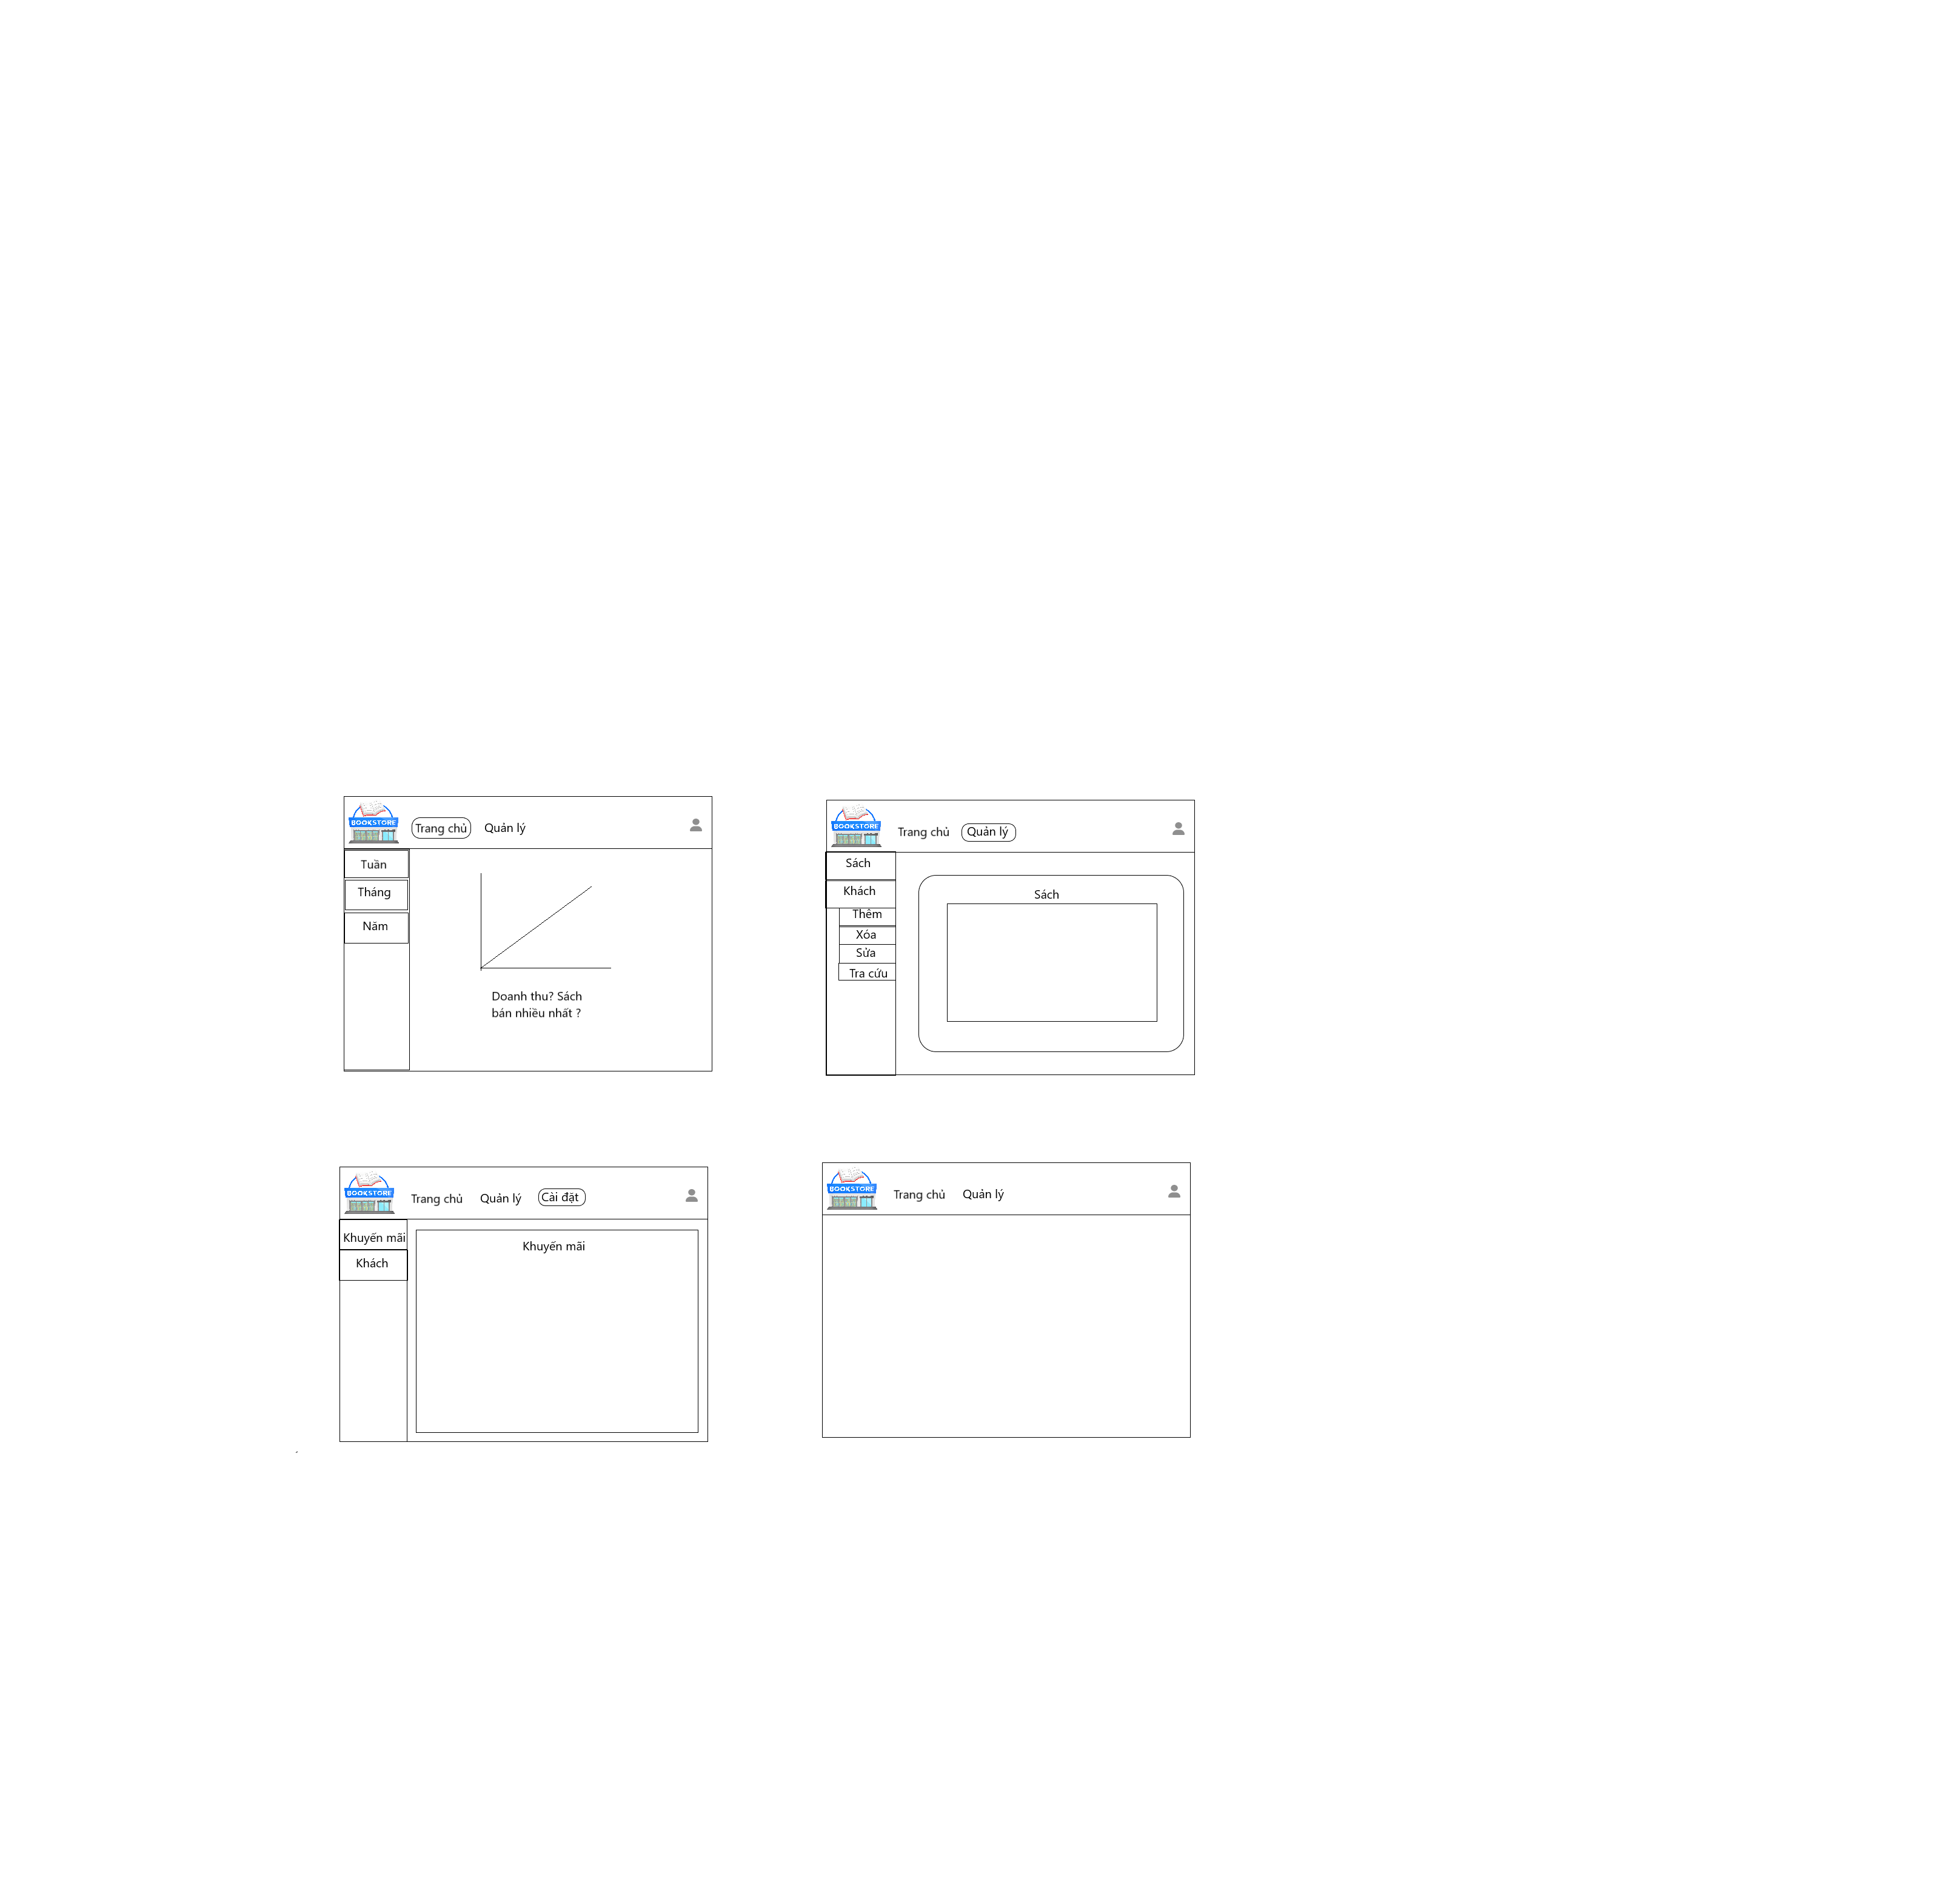 BOOKSTORE
Trang chủ
Quản lý
Tuần
Tháng
Năm
Doanh thu? Sách
bán nhiều nhất ?
BOOKSTORE
Trang chủ
Quản lý
Sách
Khách
Thêm
Xóa
Sửa
Tra cứu
Sách
BOOKSTORE
Trang chủ
Quản lý
Cài đặt
Khuyến mãi
Khách
Khuyến mãi
BOOKSTORE
Trang chủ
Quản lý